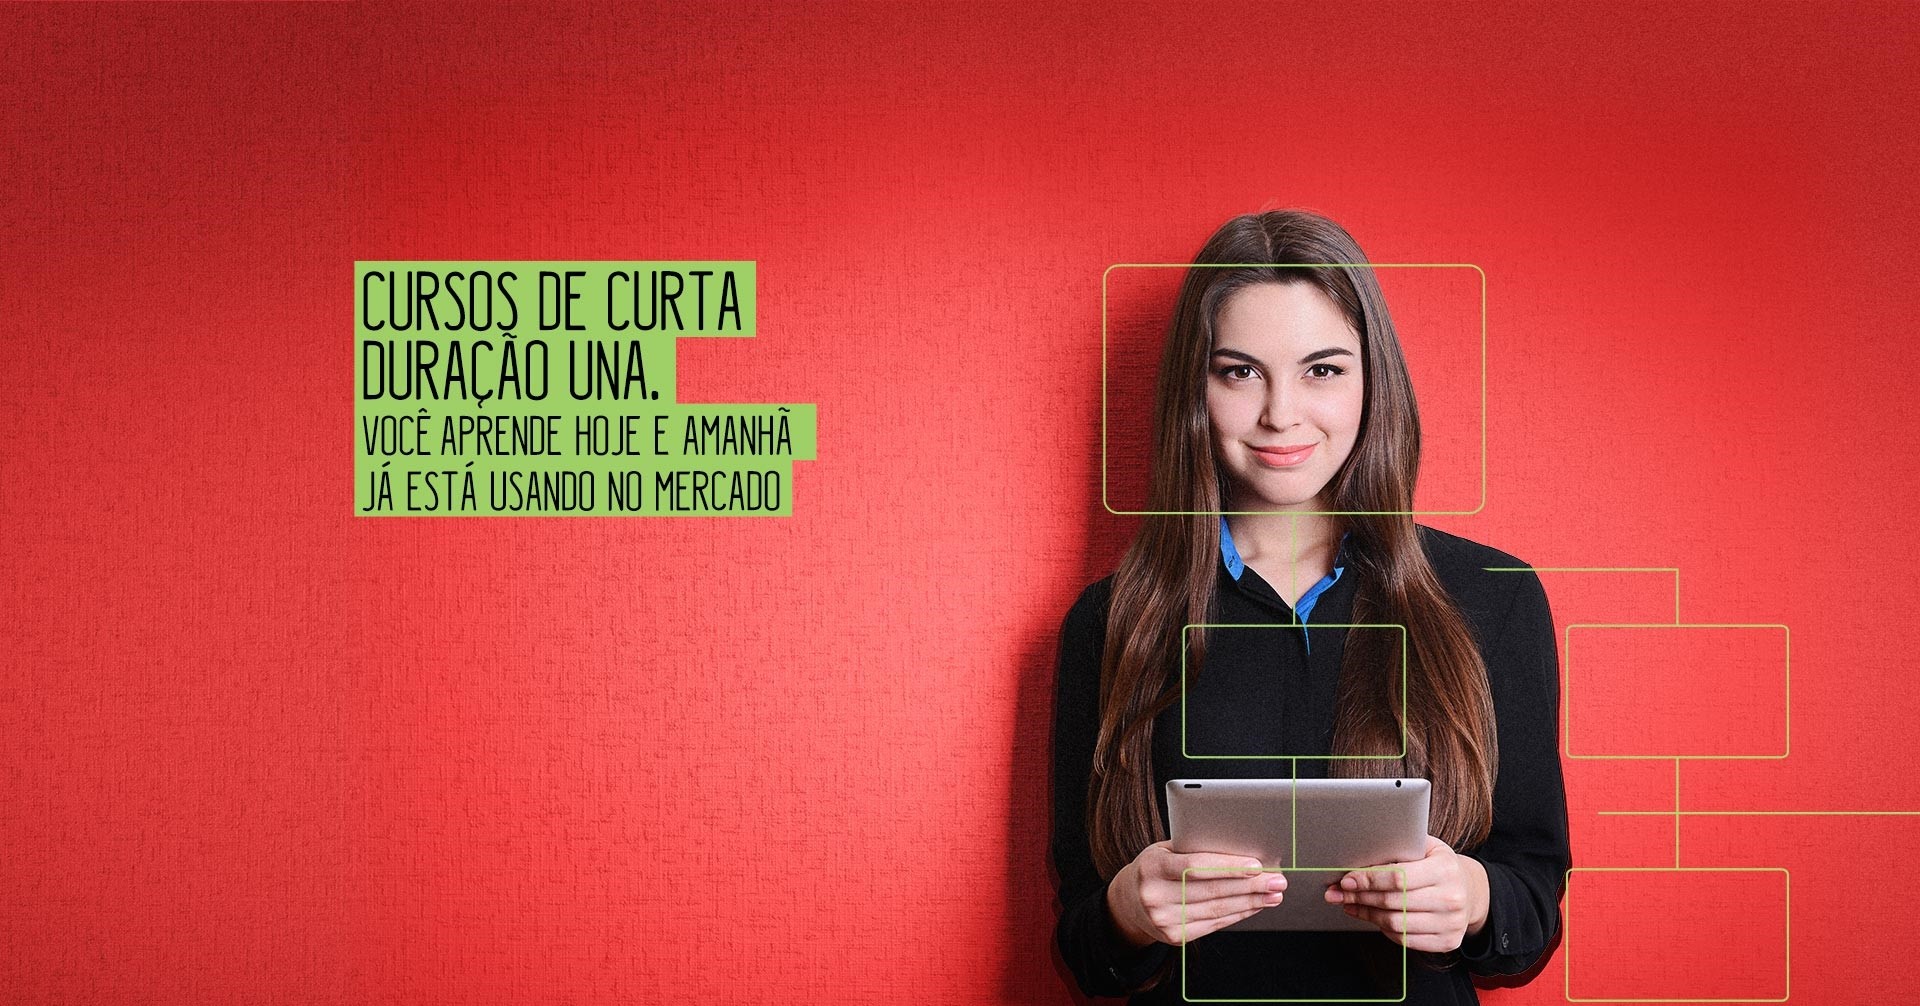 CURSOS DE CURTA
DURAÇÃO UNA.
VOCÊ APRENDE HOJE E AMANHÃ
JÁ ESTÁ USANDO NO MERCADO